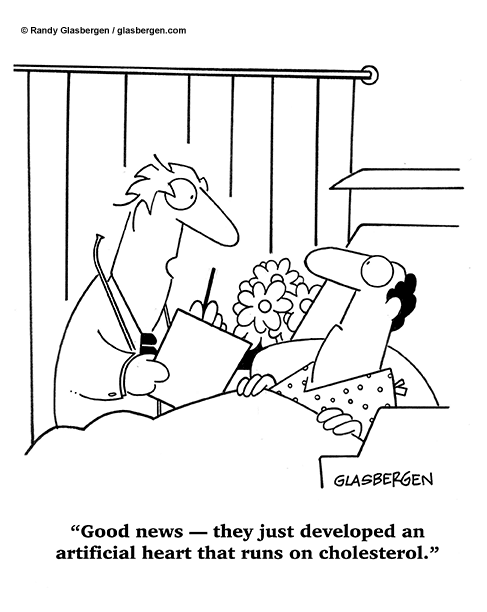 © Randy Glasbergen / glasbergen.com
GLASBERGEN
“Good news — they just developed an
artificial heart that runs on cholesterol.”